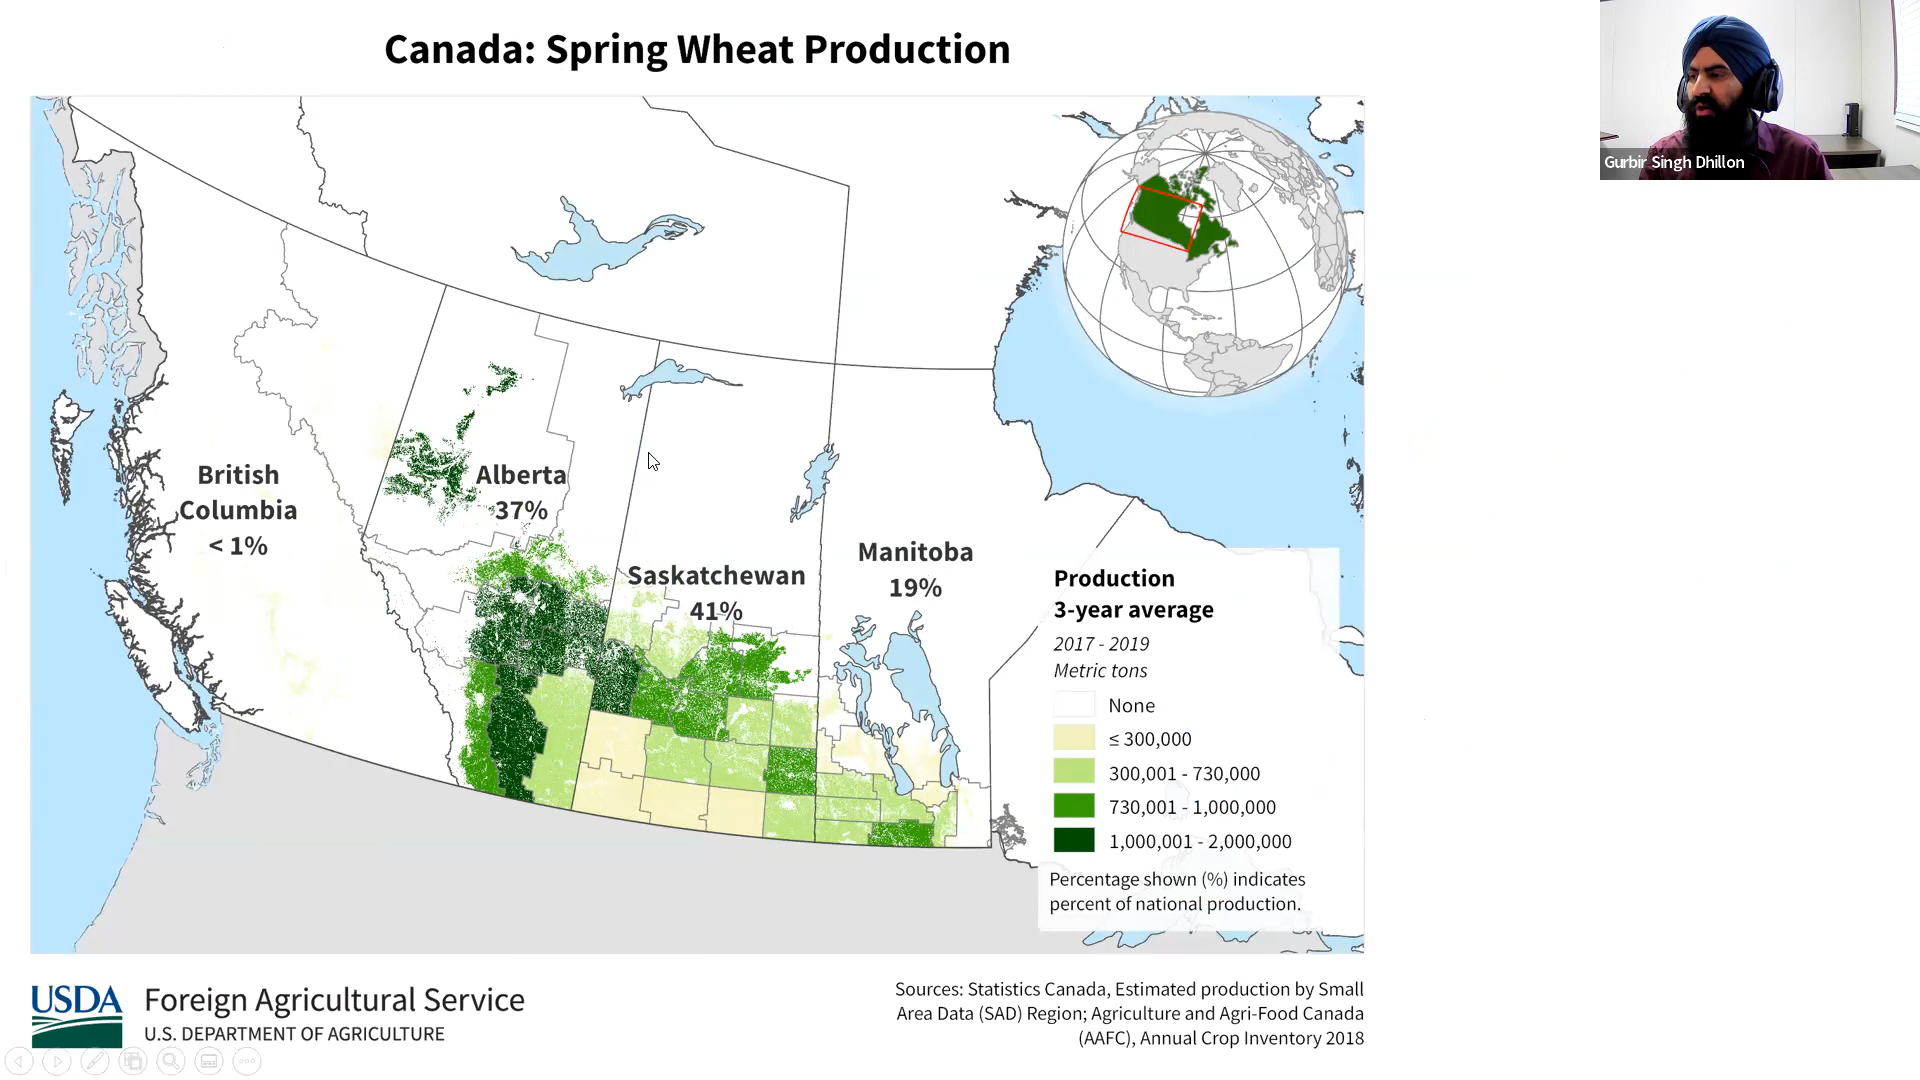 Canada: Spring Wheat Production
Gurbir Singh Dhillon
British
Columbia
< 1%
Alberta
37%
Saskatchewan
41%
Manitoba
19%
Production
3-year average
2017 - 2019
Metric tons
None
≤ 300,000
300,001 - 730,000
730,001 - 1,000,000
1,000,001 - 2,000,000
Percentage shown (%) indicates
percent of national production.
USDA
Foreign Agricultural Service
U.S. DEPARTMENT OF AGRICULTURE
Sources: Statistics Canada, Estimated production by Small
Area Data (SAD) Region; Agriculture and Agri-Food Canada
(AAFC), Annual Crop Inventory 2018